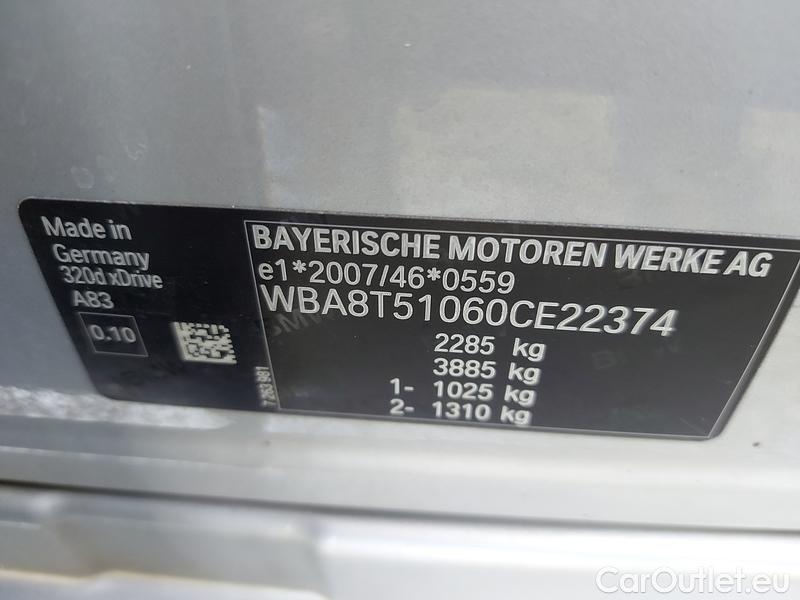 Made in
Germany
320d xDrive
A83
0.10
7263981
BAYERISCHE MOTOREN WERKE AG
e1*2007/46*0559
WBA8T51060CE22374
2285 kg
3885 kg
1- 1025 kg
2- 1310 kg
CarOutlet.eu